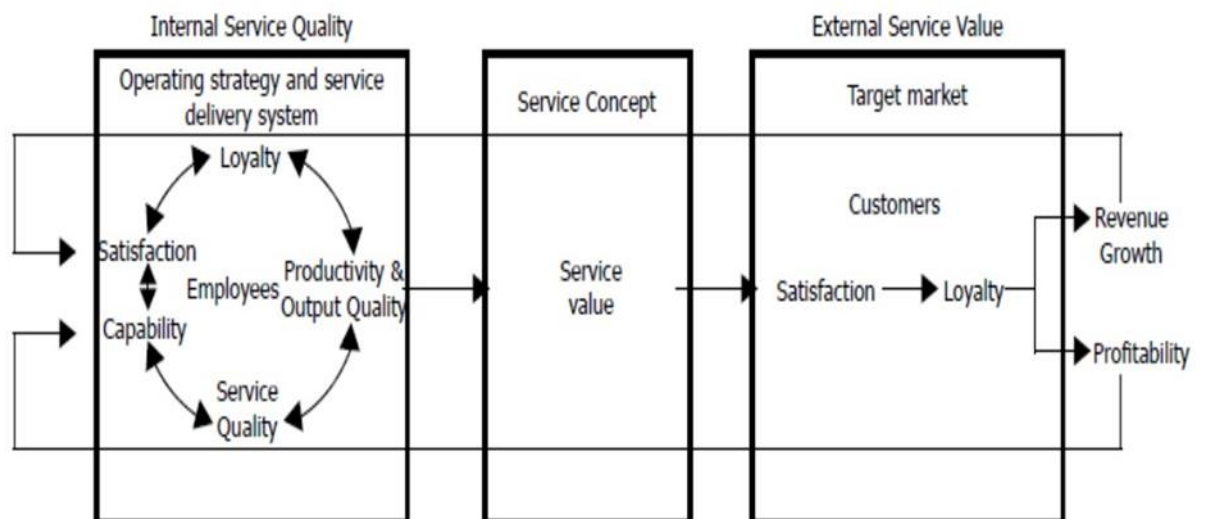 Internal Service Quality
External Service Value
Operating strategy and service
delivery system
Service Concept
Target market
Loyalty
Customers
Revenue
Growth
Satisfaction
Employees
Productivity &
Output Quality
Service
value
Satisfaction
Loyalty
Capability
Profitability
Service
Quality